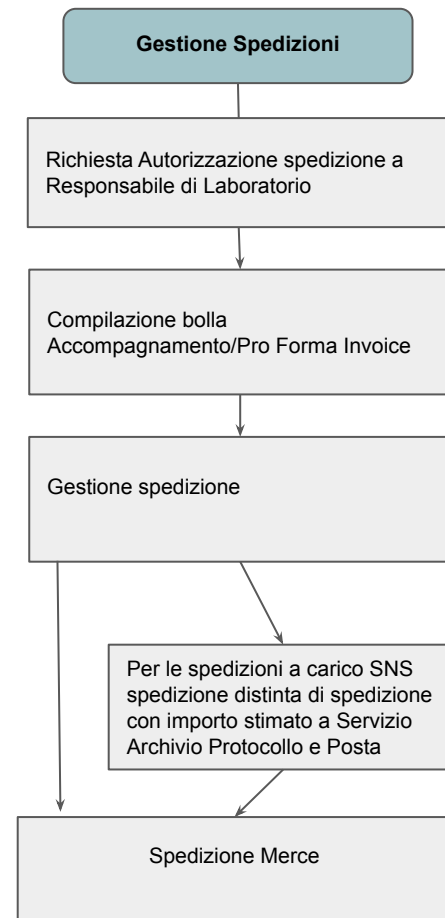 Gestione Spedizioni
Richiesta Autorizzazione spedizione a
Responsabile di Laboratorio
Compilazione bolla
Accompagnamento/Pro Forma Invoice
Gestione spedizione
Per le spedizioni a carico SNS
spedizione distinta di spedizione
con importo stimato a Servizio
Archivio Protocollo e Posta
Spedizione Merce